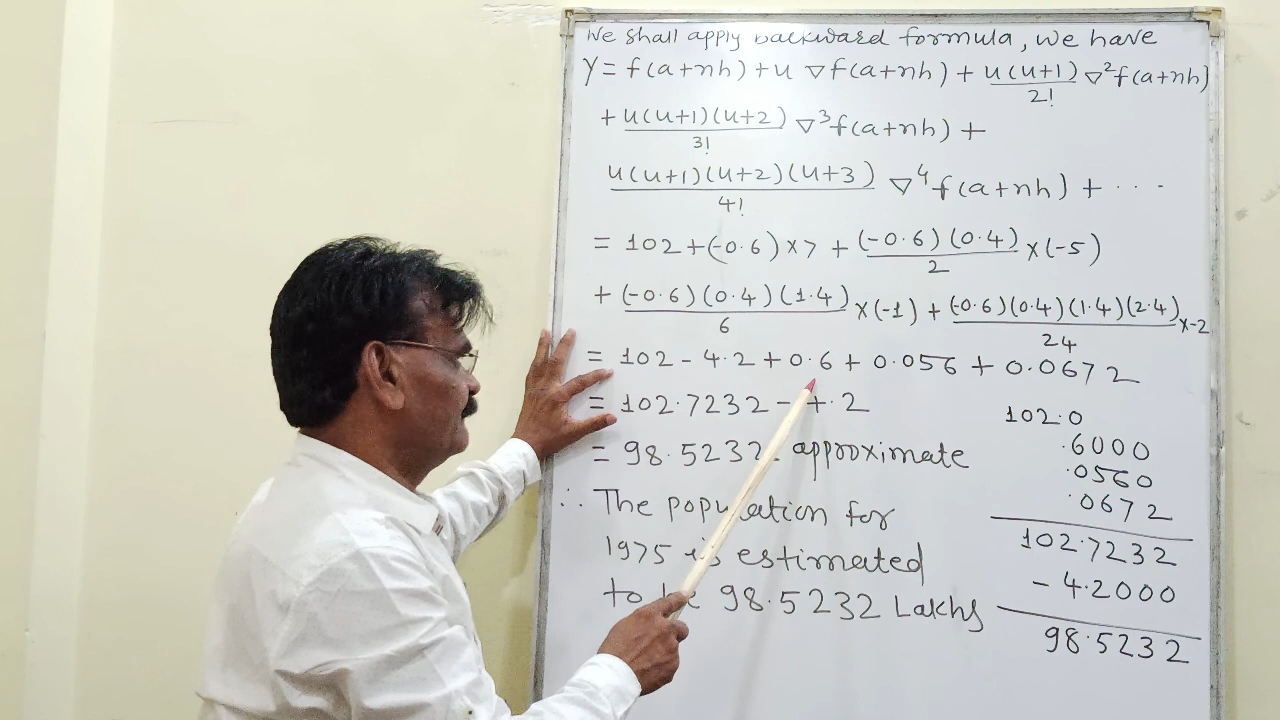 We shall apply backward formula, we have
Y = f(a+nh) + u ∇f(a+nh) + u(u+1)/2! ∇²f(a+nh)
+ u(u+1)(u+2)/3! ∇³f(a+nh) +
u(u+1)(u+2)(u+3)/4! ∇⁴f(a+nh) + ...
= 102 + (-0.6) × 7 + (-0.6)(0.4)/2 × (-5)
+ (-0.6)(0.4)(1.4)/6 × (-1) + (-0.6)(0.4)(1.4)(2.4)/24 × -2
= 102 - 4.2 + 0.6 + 0.056 + 0.0672
= 102.7232 - 4.2
= 98.5232 approximate
∴ The population for
1975 is estimated
to be 98.5232 Lakhs
102.0
.6000
.0560
.0672
102.7232
- 4.2000
98.5232